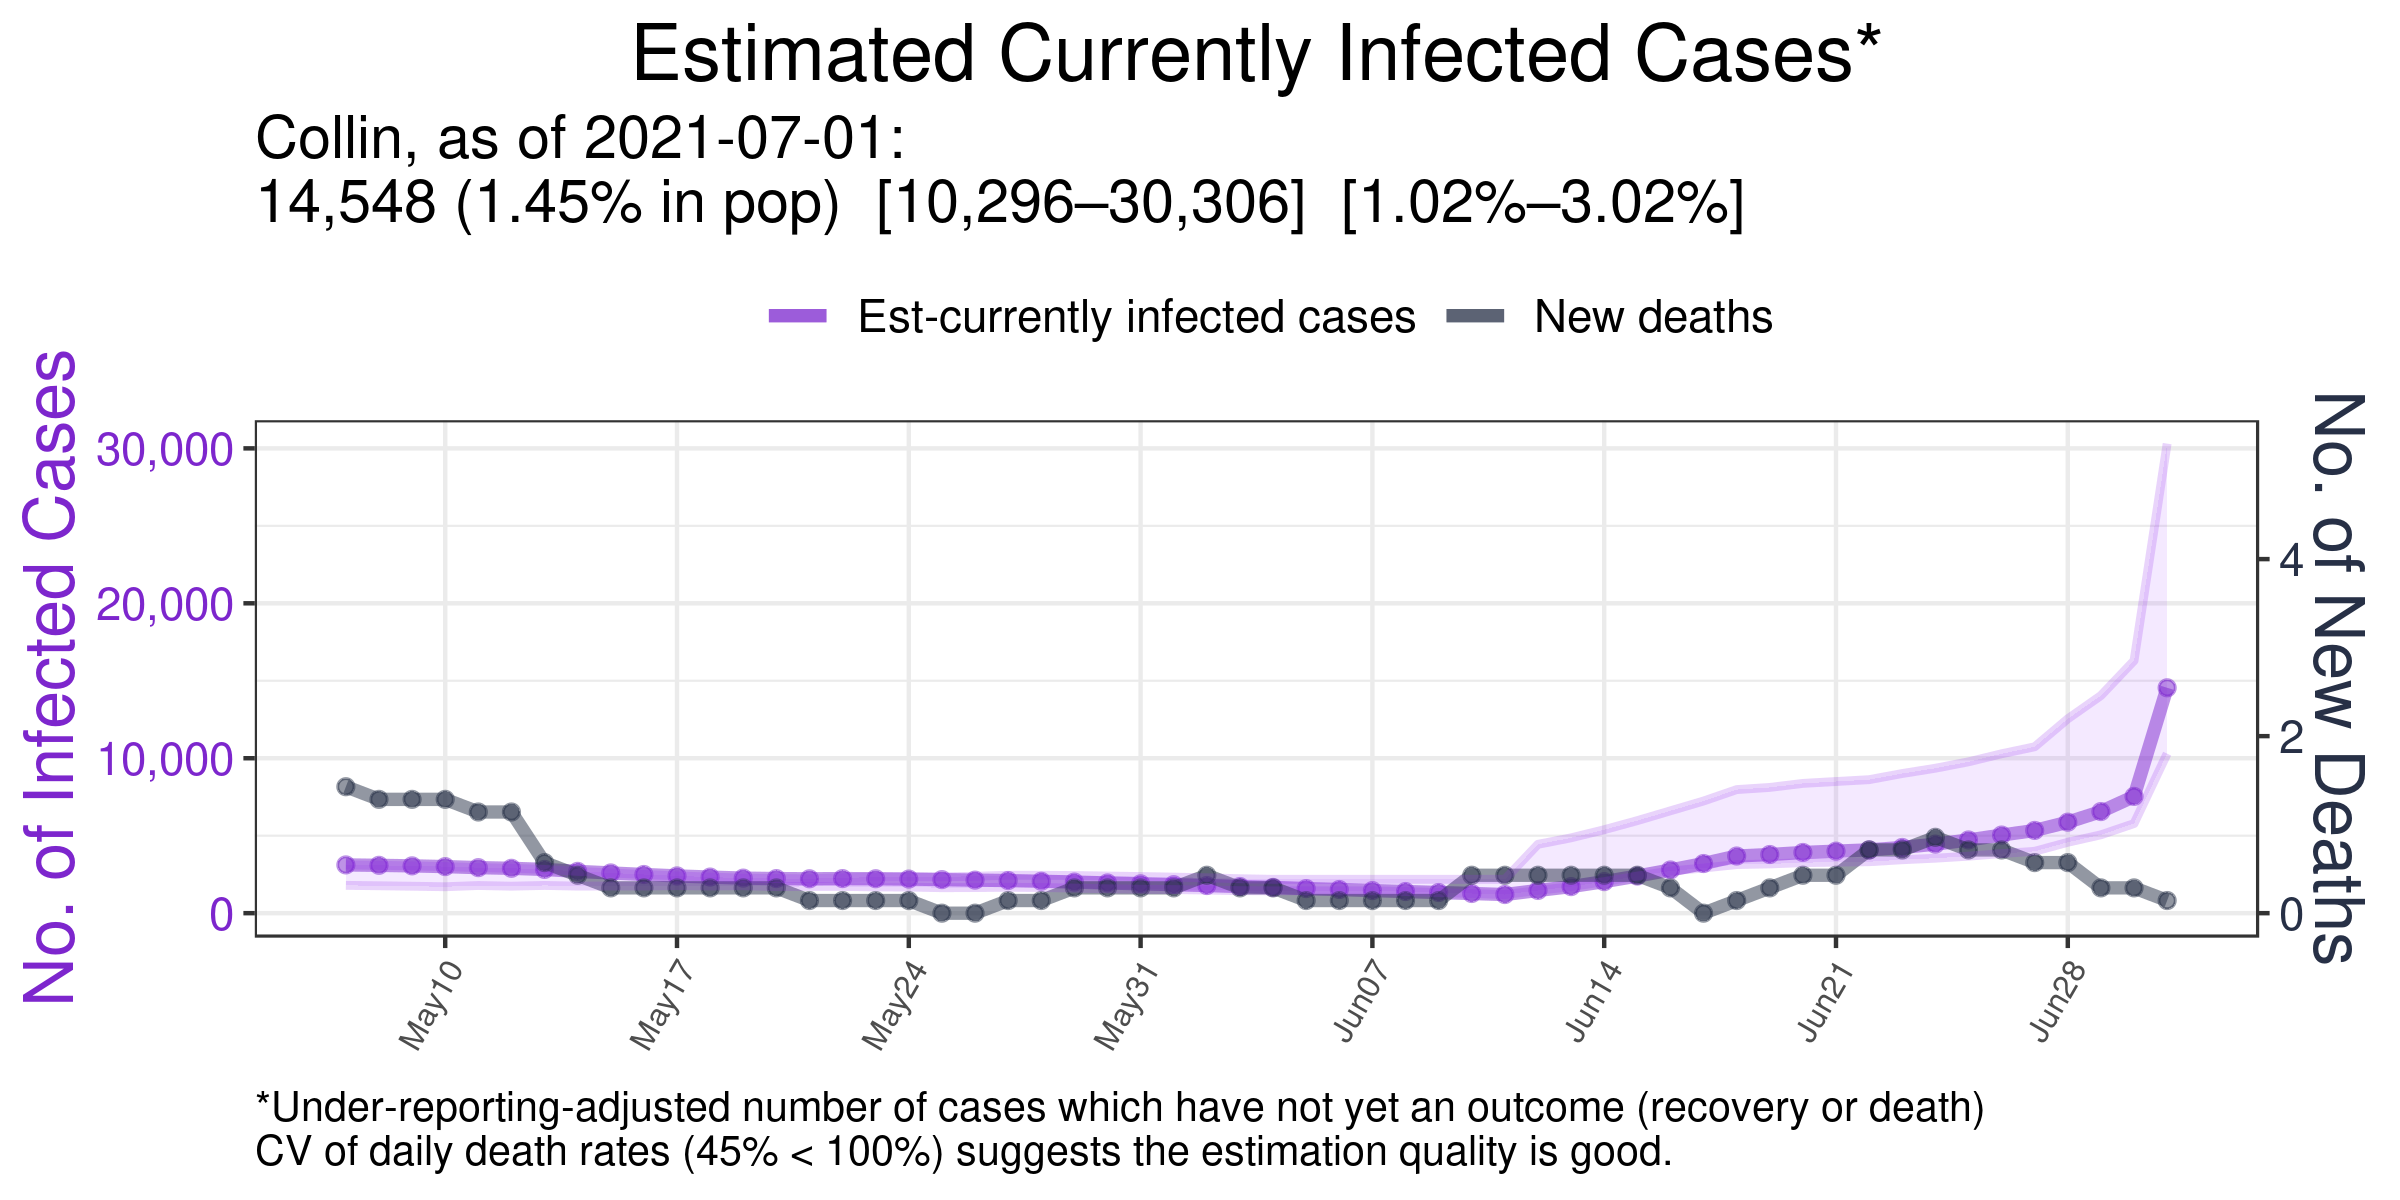 Estimated Currently Infected Cases*
Collin, as of 2021-07-01:
14,548 (1.45% in pop)  [10,296–30,306]  [1.02%–3.02%]
Est-currently infected cases
New deaths
No. of Infected Cases
30,000
20,000
10,000
0
4
2
0
No. of New Deaths
May10
May17
May24
May31
Jun07
Jun14
Jun21
Jun28
*Under-reporting-adjusted number of cases which have not yet an outcome (recovery or death)
CV of daily death rates (45% < 100%) suggests the estimation quality is good.